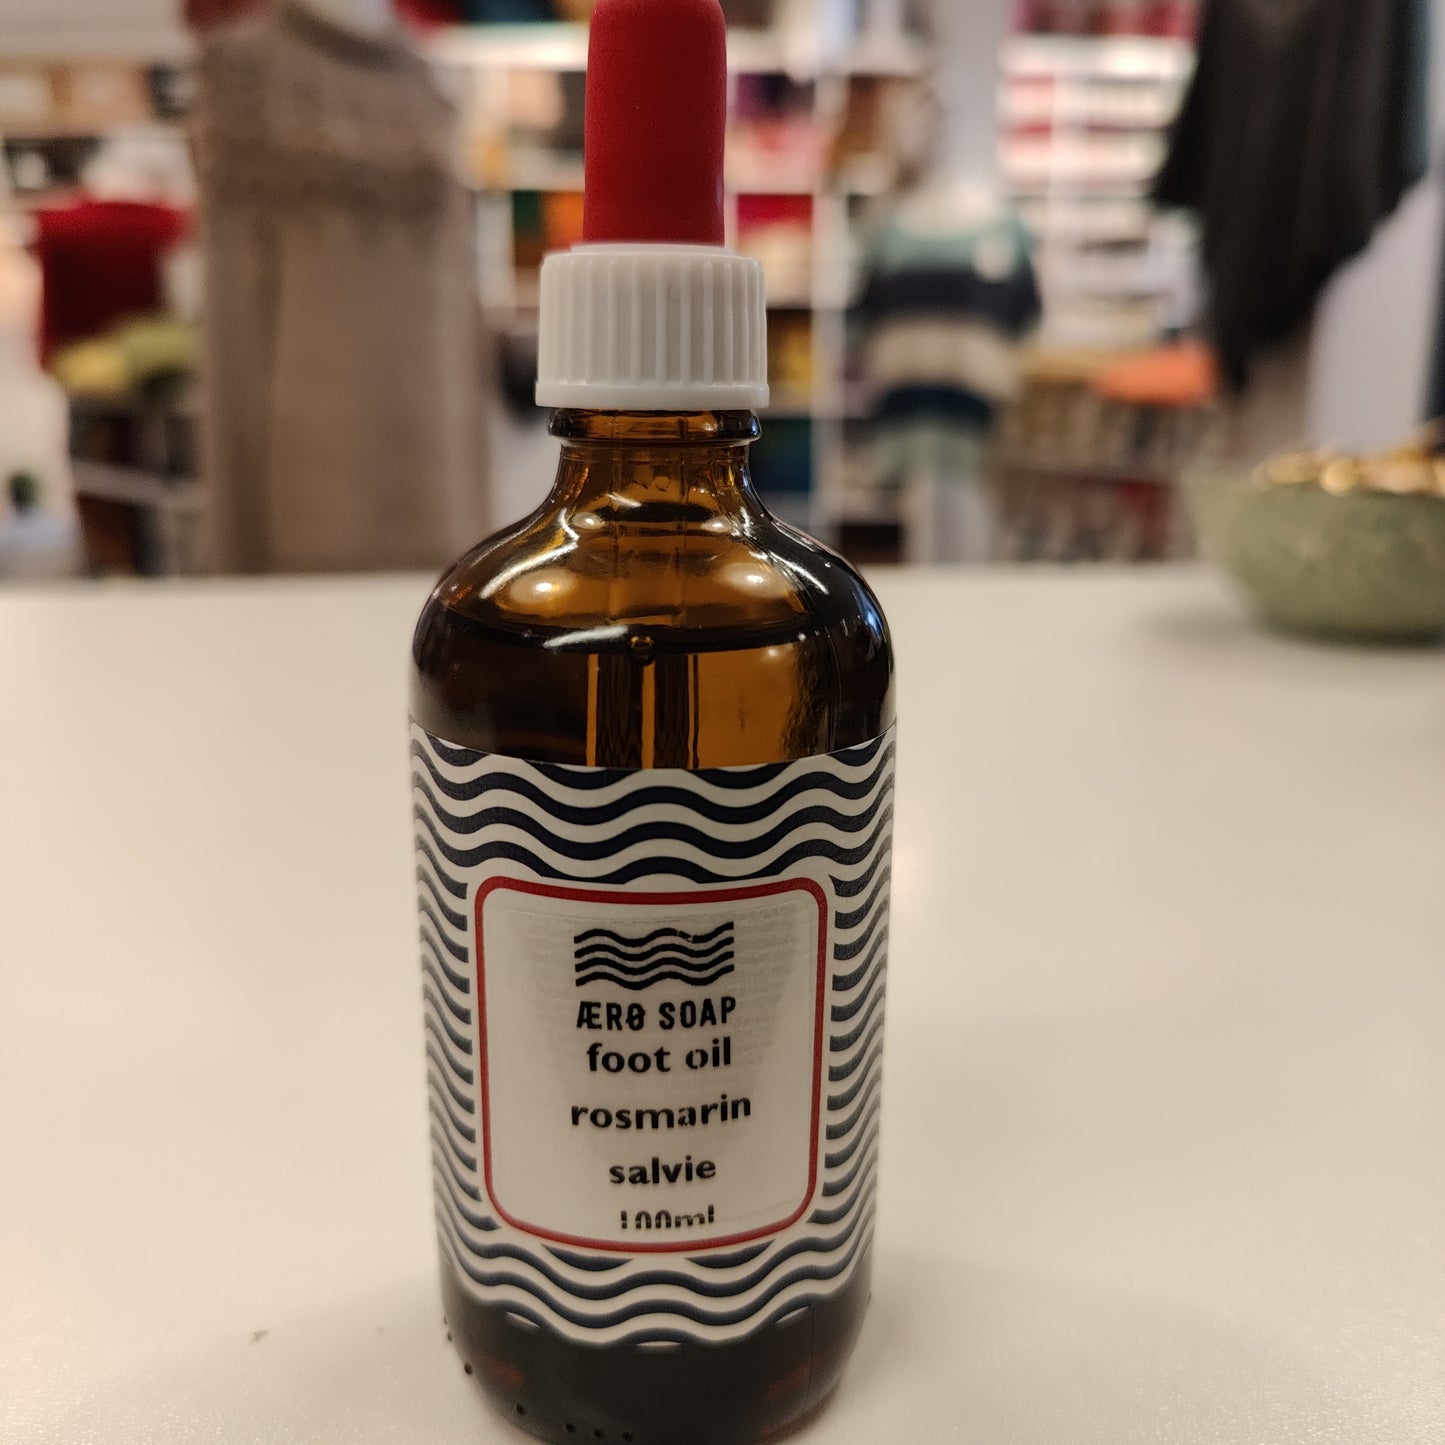 ÆRØ SOAP
foot oil
rosmarin
salvie
100ml